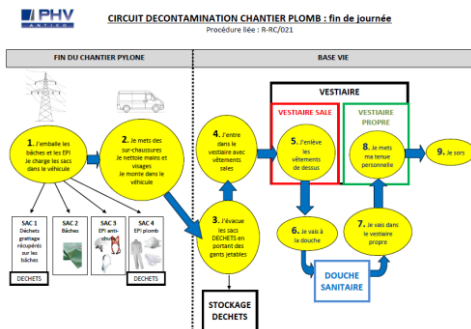 PHV
ANTICO
CIRCUIT DECONTAMINATION CHANTIER PLOMB : fin de journée
Procédure liée : R-RC/021
FIN DU CHANTIER PYLONE
BASE VIE
VESTIAIRE
VESTIAIRE SALE
VESTIAIRE
PROPRE
1. J'emballe les
bâches et les EPI
Je charge les sacs
dans le véhicule
2. Je mets des
sur-chaussures
Je nettoie mains et
visages
Je monte dans le
véhicule
4. J'entre
dans le
vestiaire avec
vêtements
sales
5. J'enlève
les
vêtements
de dessus
8. Je mets
ma tenue
personnelle
9. Je sors
SAC 1
Déchets
grattage
récupérés sur
les bâches
DECHETS
SAC 2
Bâches
SAC 3
EPI anti-
SAC 4
EPI plomb
DECHETS
3. J'évacue
les sacs
DECHETS en
portant des
gants jetables
6. Je vais à
la douche
7. Je vais dans
le vestiaire
propre
DOUCHE
SANITAIRE
STOCKAGE
DECHETS